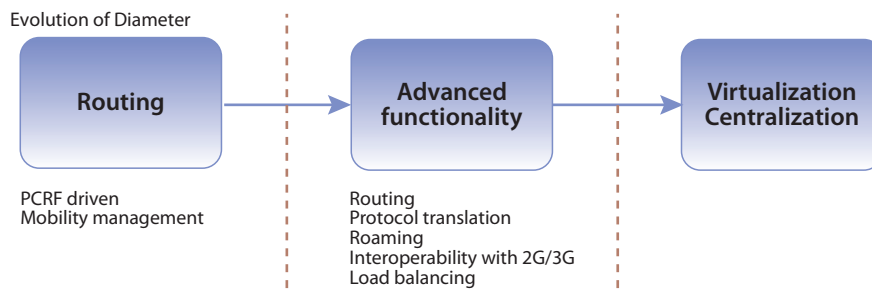 Evolution of Diameter
Routing
Advanced
functionality
Virtualization
Centralization
PCRF driven
Mobility management
Routing
Protocol translation
Roaming
Interoperability with 2G/3G
Load balancing